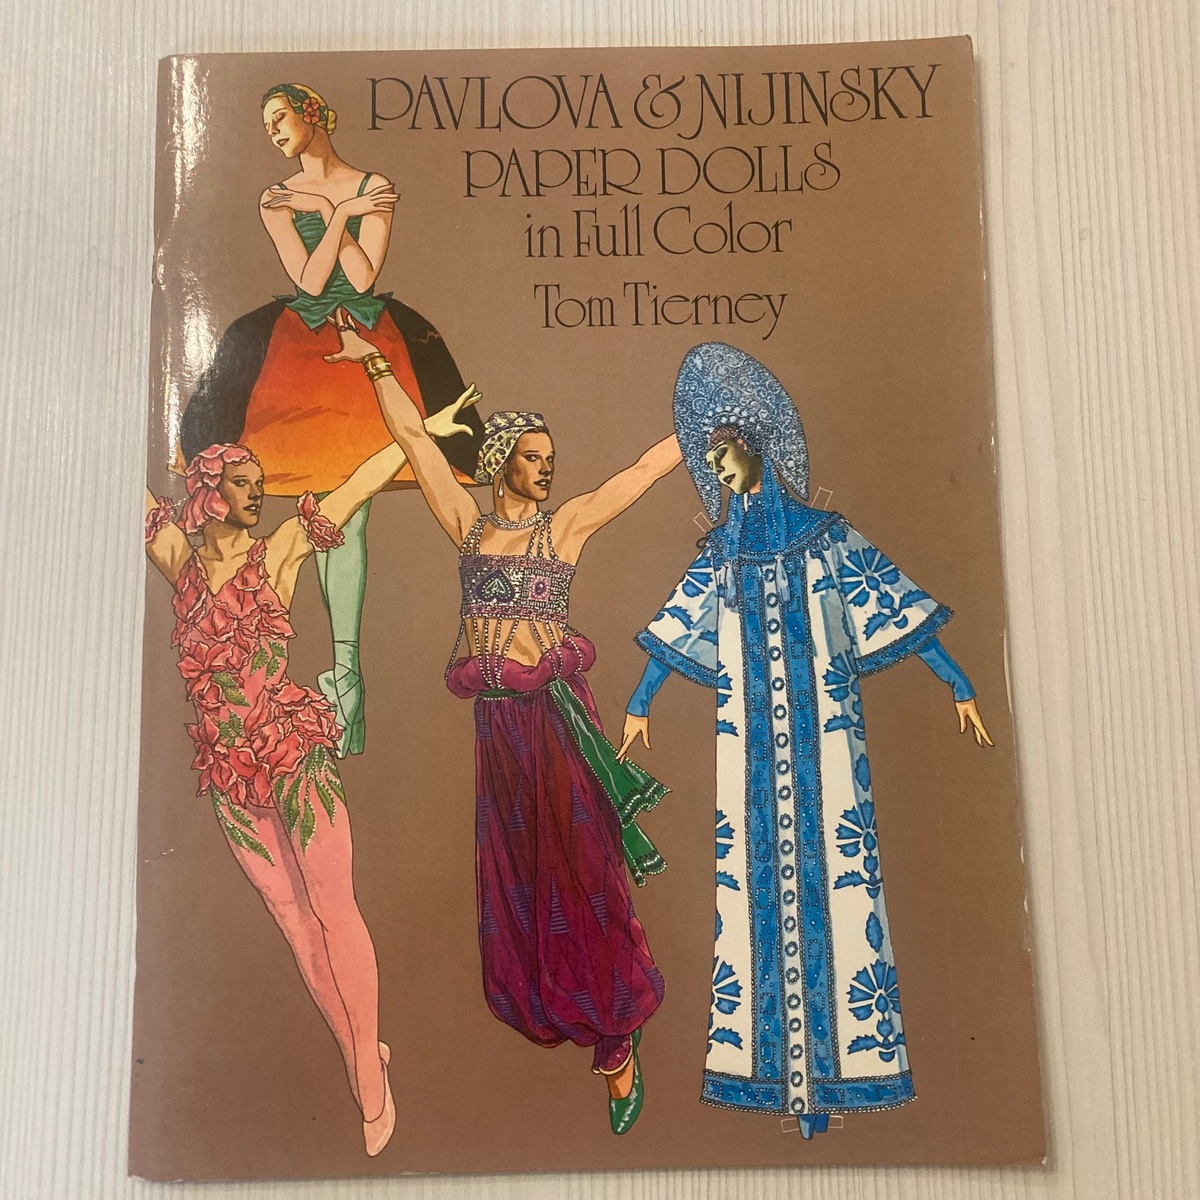 PAVLOVA & NIJINSKY
PAPER DOLLS
in Full Color
Tom Tierney